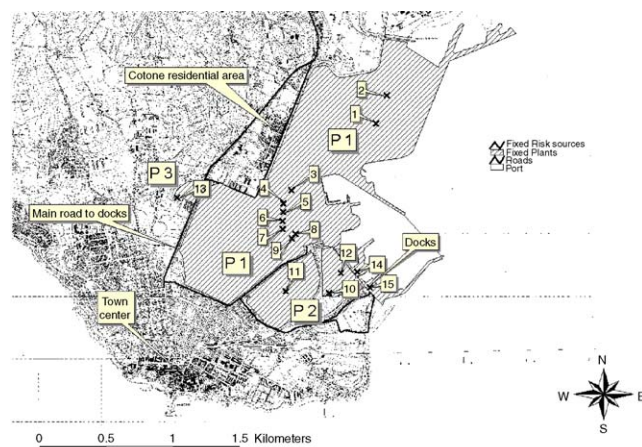 Cotone residential area
2
1
P 1
Fixed Risk sources
Fixed Plants
Roads
Port
P 3
13
4
3
5
6
7
8
9
Main road to docks
P 1
12
Docks
14
11
10
15
P 2
Town
center
N
W
E
S
0
0.5
1
1.5 Kilometers